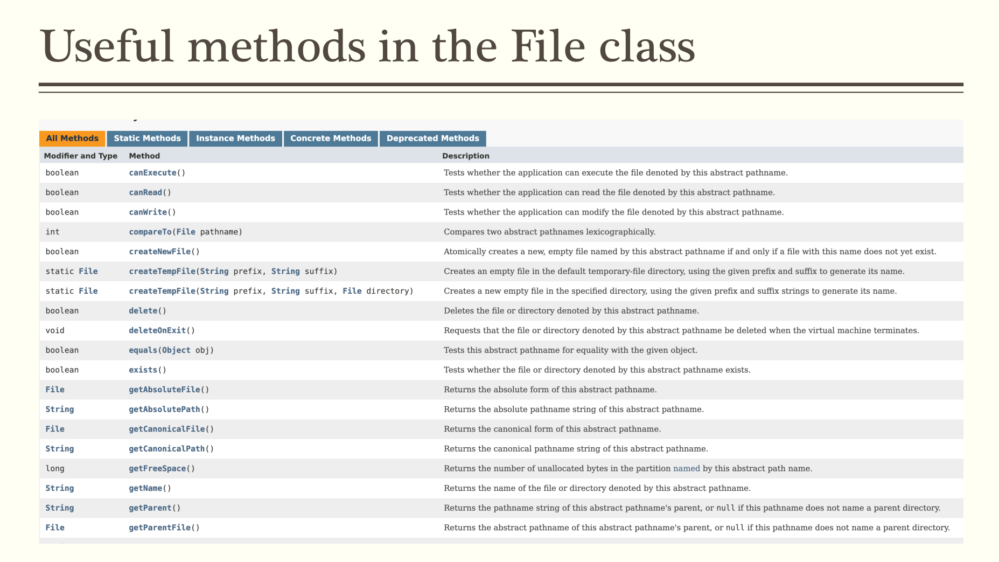 Useful methods in the File class
All Methods Static Methods Instance Methods Concrete Methods Deprecated Methods
Modifier and Type Method Description
boolean canExecute() Tests whether the application can execute the file denoted by this abstract pathname.
boolean canRead() Tests whether the application can read the file denoted by this abstract pathname.
boolean canWrite() Tests whether the application can modify the file denoted by this abstract pathname.
int compareTo(File pathname) Compares two abstract pathnames lexicographically.
boolean createNewFile() Atomically creates a new, empty file named by this abstract pathname if and only if a file with this name does not yet exist.
static File createTempFile(String prefix, String suffix) Creates an empty file in the default temporary-file directory, using the given prefix and suffix to generate its name.
static File createTempFile(String prefix, String suffix, File directory) Creates a new empty file in the specified directory, using the given prefix and suffix strings to generate its name.
boolean delete() Deletes the file or directory denoted by this abstract pathname.
void deleteOnExit() Requests that the file or directory denoted by this abstract pathname be deleted when the virtual machine terminates.
boolean equals(Object obj) Tests this abstract pathname for equality with the given object.
boolean exists() Tests whether the file or directory denoted by this abstract pathname exists.
File getAbsoluteFile() Returns the absolute form of this abstract pathname.
String getAbsolutePath() Returns the absolute pathname string of this abstract pathname.
File getCanonicalFile() Returns the canonical form of this abstract pathname.
String getCanonicalPath() Returns the canonical pathname string of this abstract pathname.
long getFreeSpace() Returns the number of unallocated bytes in the partition named by this abstract path name.
String getName() Returns the name of the file or directory denoted by this abstract pathname.
String getParent() Returns the pathname string of this abstract pathname's parent, or null if this pathname does not name a parent directory.
File getParentFile() Returns the abstract pathname of this abstract pathname's parent, or null if this pathname does not name a parent directory.